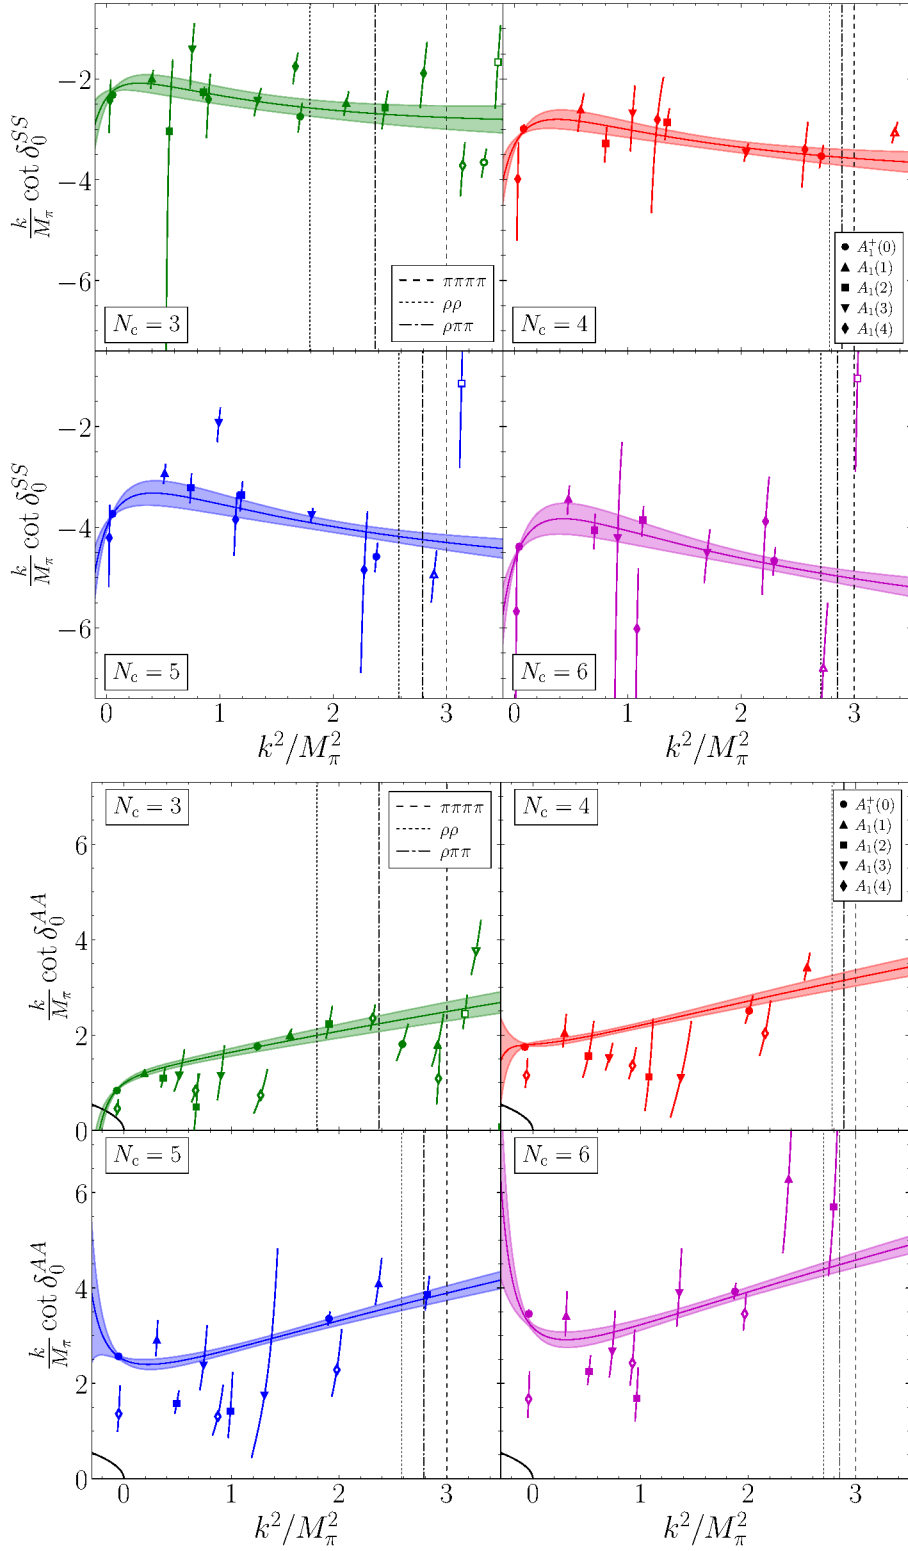 −2
−4
−6
k/M_π cot δ_0^{SS}
N_c = 3
ππππ
ρρ
ρππ
N_c = 4
A_1^+(0)
A_1(1)
A_1(2)
A_1(3)
A_1(4)
−2
−4
−6
k/M_π cot δ_0^{SS}
N_c = 5
N_c = 6
0 1 2 3 0 1 2 3
k^2/M_π^2 k^2/M_π^2
6
4
2
0
k/M_π cot δ_0^{AA}
N_c = 3
ππππ
ρρ
ρππ
N_c = 4
A_1^+(0)
A_1(1)
A_1(2)
A_1(3)
A_1(4)
6
4
2
0
k/M_π cot δ_0^{AA}
N_c = 5
N_c = 6
0 1 2 3 0 1 2 3
k^2/M_π^2 k^2/M_π^2